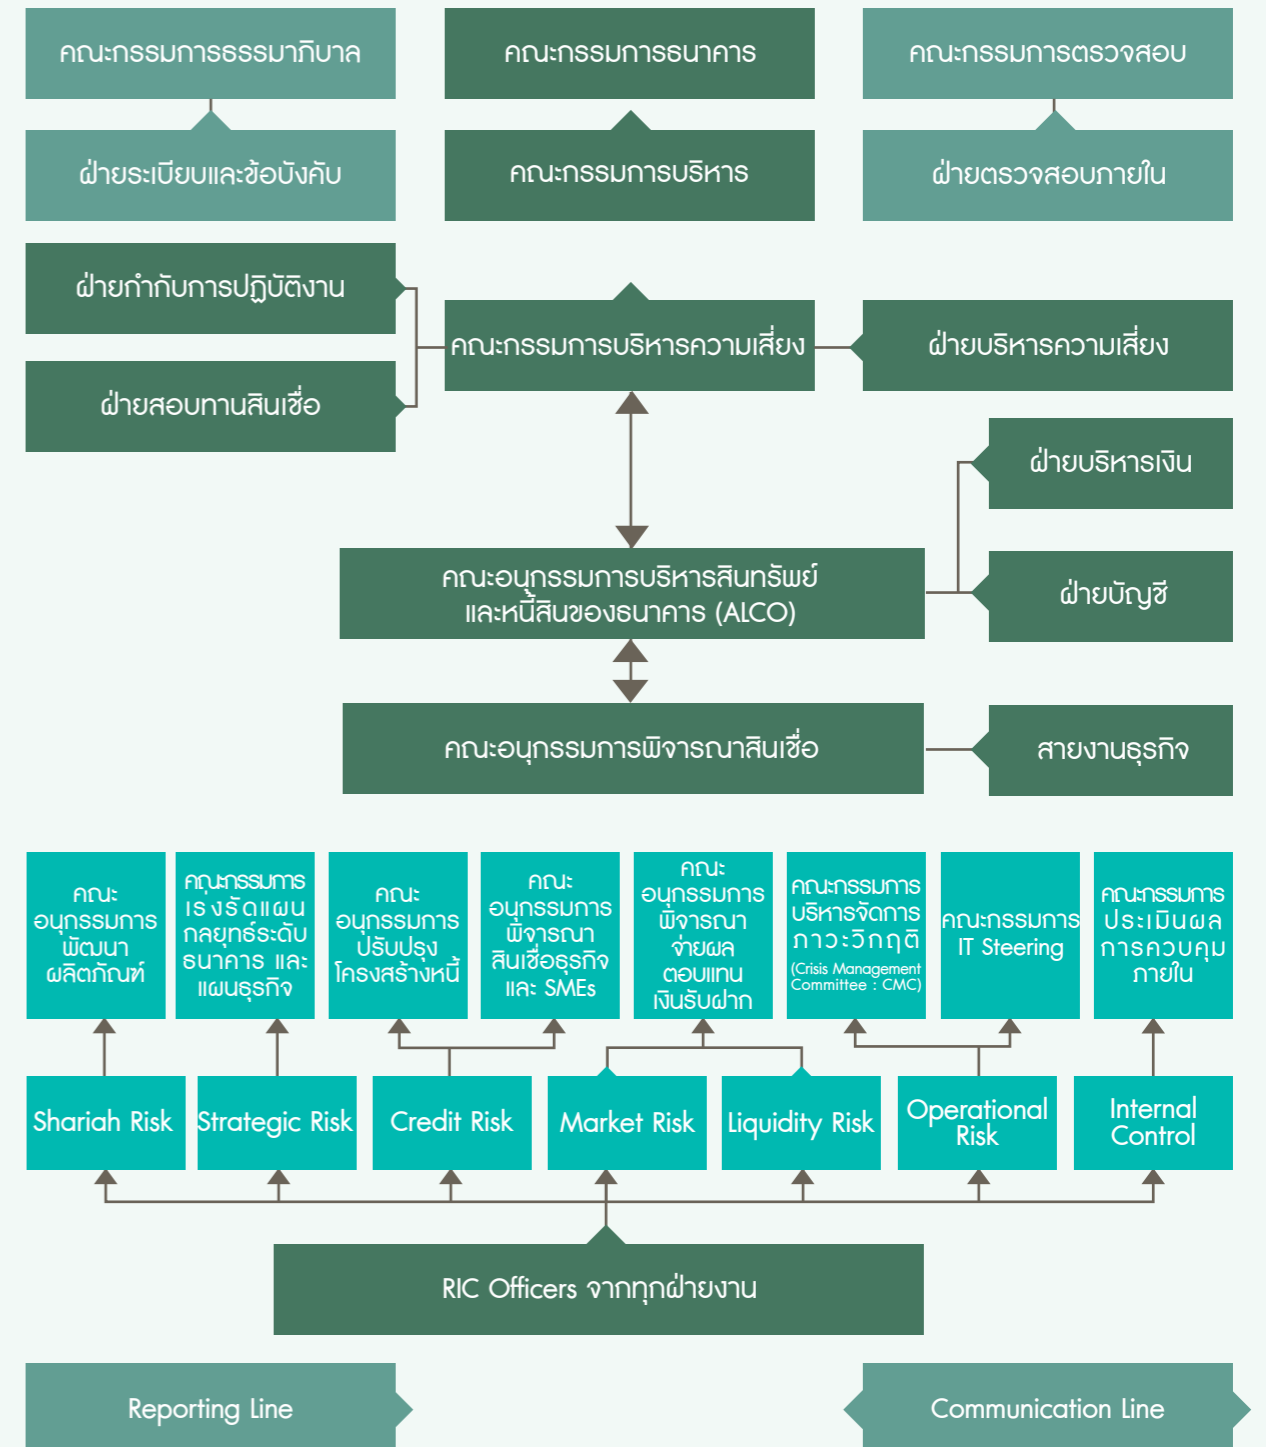 คณะกรรมการธรรมาภิบาล
คณะกรรมการธนาคาร
คณะกรรมการตรวจสอบ
ฝ่ายระเบียบและข้อบังคับ
คณะกรรมการบริหาร
ฝ่ายตรวจสอบภายใน
ฝ่ายกำกับการปฏิบัติงาน
คณะกรรมการบริหารความเสี่ยง
ฝ่ายบริหารความเสี่ยง
ฝ่ายสอบทานสินเชื่อ
ฝ่ายบริหารเงิน
คณะอนุกรรมการบริหารสินทรัพย์
และหนี้สินของธนาคาร (ALCO)
ฝ่ายบัญชี
คณะอนุกรรมการพิจารณาสินเชื่อ
สายงานธุรกิจ
คณะ
อนุกรรมการ
พัฒนา
ผลิตภัณฑ์
คณะกรรมการ
เร่งรัดแผน
กลยุทธ์ระดับ
ธนาคาร และ
แผนธุรกิจ
คณะ
อนุกรรมการ
ปรับปรุง
โครงสร้างหนี้
คณะ
อนุกรรมการ
พิจารณา
สินเชื่อธุรกิจ
และ SMEs
คณะ
อนุกรรมการ
พิจารณา
จ่ายผล
ตอบแทน
เงินรับฝาก
คณะกรรมการ
บริหารจัดการ
ภาวะวิกฤติ
(Crisis Management
Committee : CMC)
คณะกรรมการ
IT Steering
คณะกรรมการ
ประเมินผล
การควบคุม
ภายใน
Shariah Risk
Strategic Risk
Credit Risk
Market Risk
Liquidity Risk
Operational
Risk
Internal
Control
RIC Officers จากทุกฝ่ายงาน
Reporting Line
Communication Line